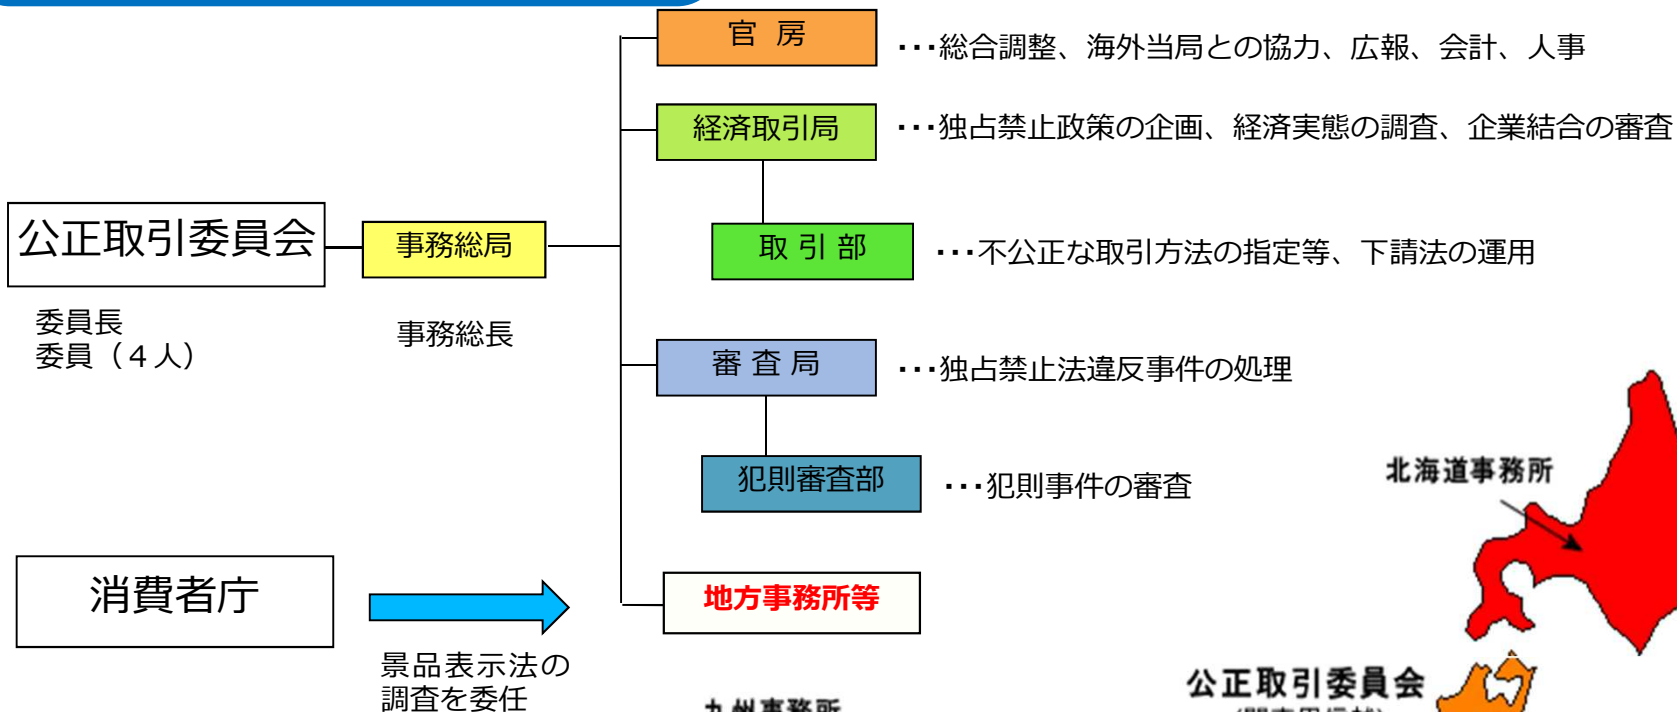 官 房
・・・総合調整、海外当局との協力、広報、会計、人事
経済取引局
・・・独占禁止政策の企画、経済実態の調査、企業結合の審査
公正取引委員会
事務総局
取 引 部
・・・不公正な取引方法の指定等、下請法の運用
委員長
委員（４人）
事務総長
審 査 局
・・・独占禁止法違反事件の処理
犯則審査部
・・・犯則事件の審査
北海道事務所
消費者庁
地方事務所等
景品表示法の
調査を委任
九州事務所
公正取引委員会